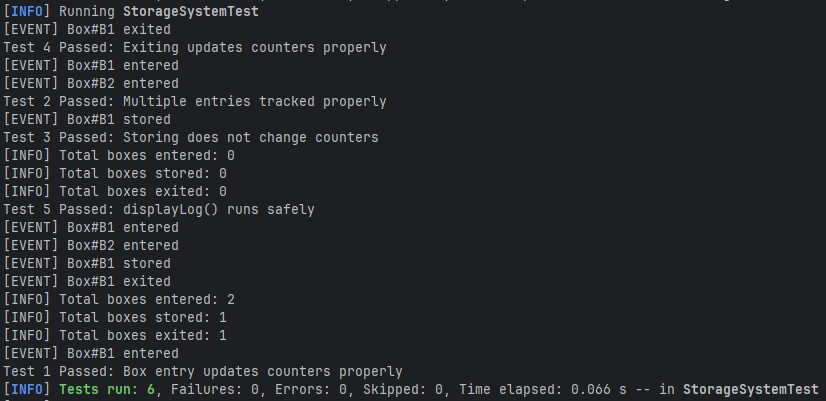 [INFO] Running StorageSystemTest
[EVENT] Box#B1 exited
Test 4 Passed: Exiting updates counters properly
[EVENT] Box#B1 entered
[EVENT] Box#B2 entered
Test 2 Passed: Multiple entries tracked properly
[EVENT] Box#B1 stored
Test 3 Passed: Storing does not change counters
[INFO] Total boxes entered: 0
[INFO] Total boxes stored: 0
[INFO] Total boxes exited: 0
Test 5 Passed: displayLog() runs safely
[EVENT] Box#B1 entered
[EVENT] Box#B2 entered
[EVENT] Box#B1 stored
[EVENT] Box#B1 exited
[INFO] Total boxes entered: 2
[INFO] Total boxes stored: 1
[INFO] Total boxes exited: 1
[EVENT] Box#B1 entered
Test 1 Passed: Box entry updates counters properly
[INFO] Tests run: 6, Failures: 0, Errors: 0, Skipped: 0, Time elapsed: 0.066 s -- in StorageSystemTest